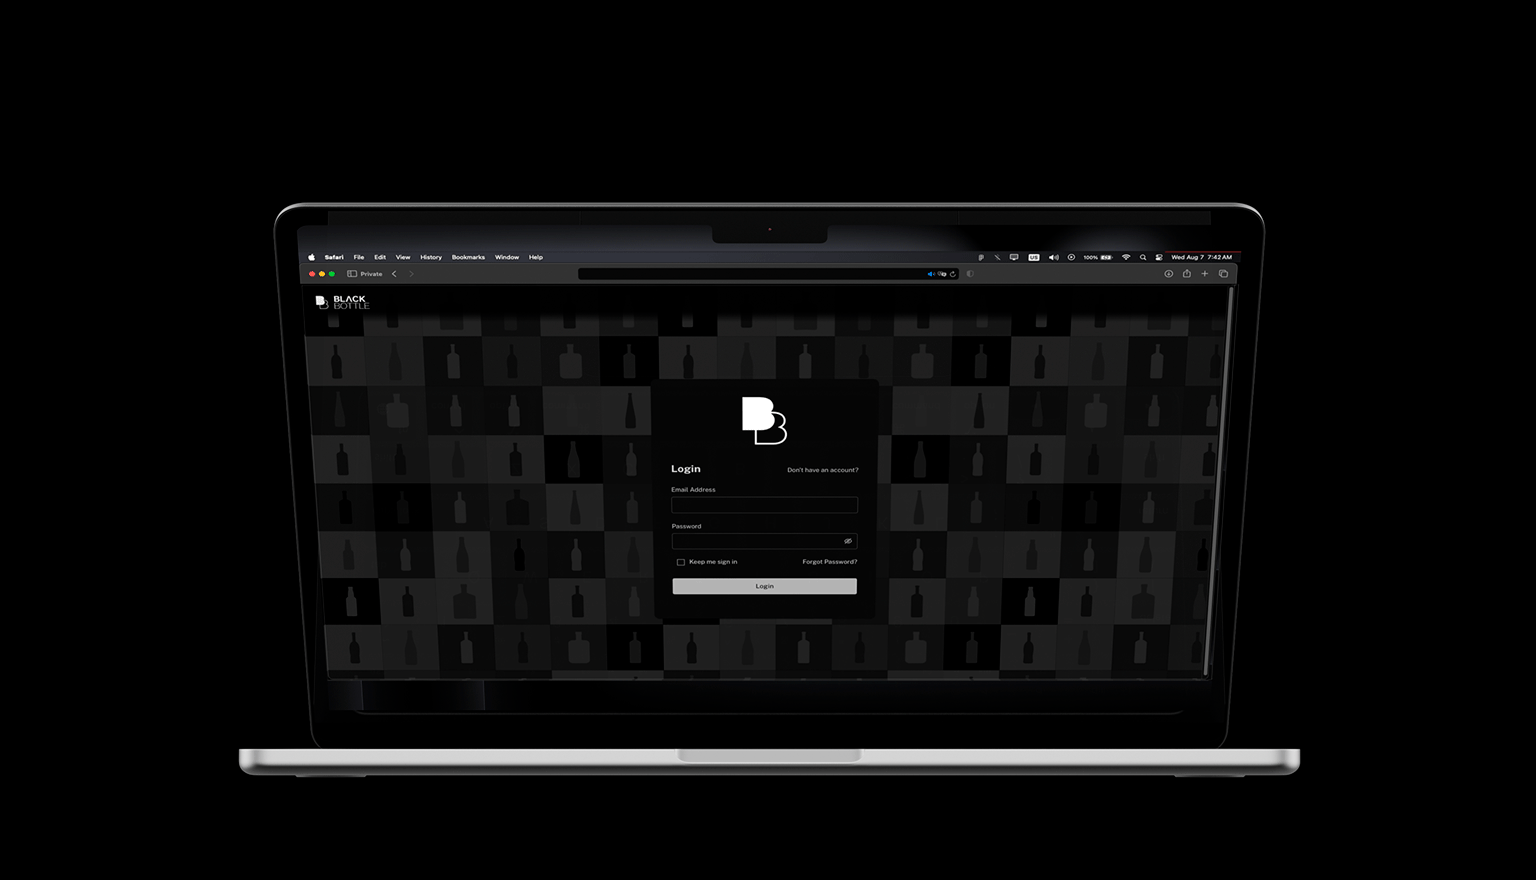 Safari File Edit View History Bookmarks Window Help US 100% Wed Aug 7 7:42 AM
Private
BLACK
BOTTLE
B
B
Login Don't have an account?
Email Address
Password
Keep me sign in Forgot Password?
Login